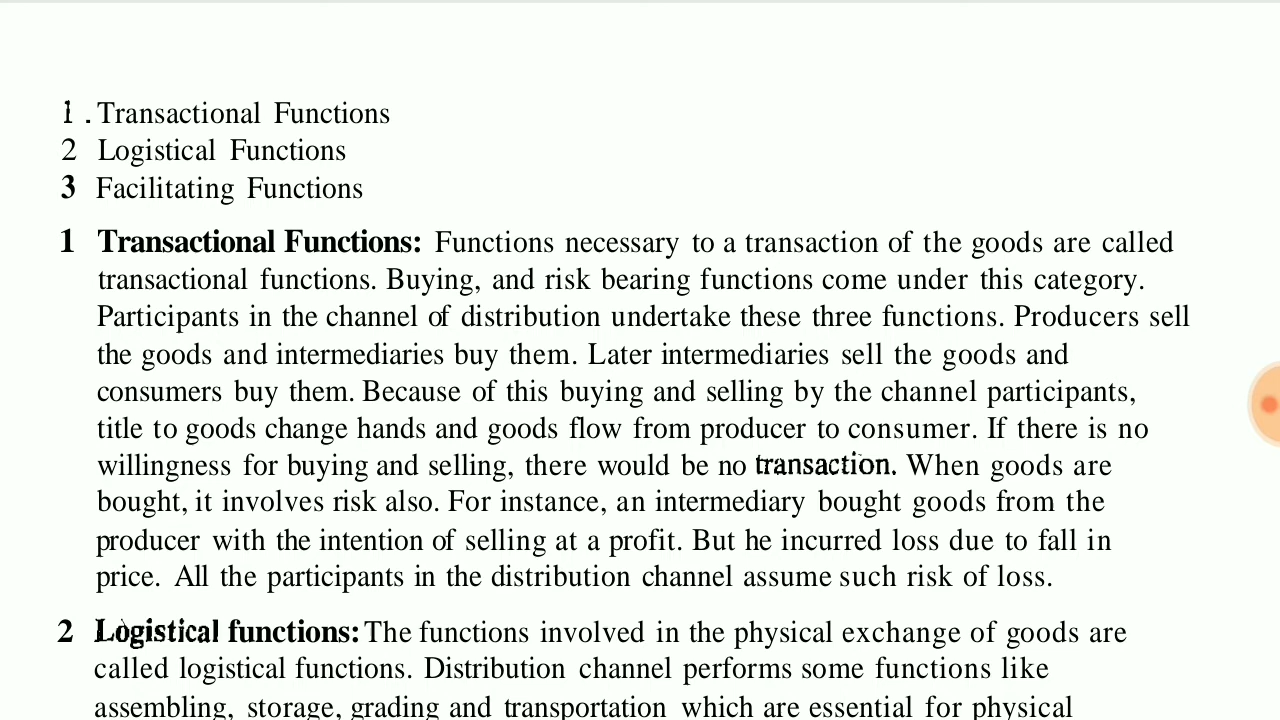 1 . Transactional Functions
2 Logistical Functions
3 Facilitating Functions
1 Transactional Functions: Functions necessary to a transaction of the goods are called
transactional functions. Buying, and risk bearing functions come under this category.
Participants in the channel of distribution undertake these three functions. Producers sell
the goods and intermediaries buy them. Later intermediaries sell the goods and
consumers buy them. Because of this buying and selling by the channel participants,
title to goods change hands and goods flow from producer to consumer. If there is no
willingness for buying and selling, there would be no transaction. When goods are
bought, it involves risk also. For instance, an intermediary bought goods from the
producer with the intention of selling at a profit. But he incurred loss due to fall in
price. All the participants in the distribution channel assume such risk of loss.
2 Logistical functions: The functions involved in the physical exchange of goods are
called logistical functions. Distribution channel performs some functions like
assembling, storage, grading and transportation which are essential for physical